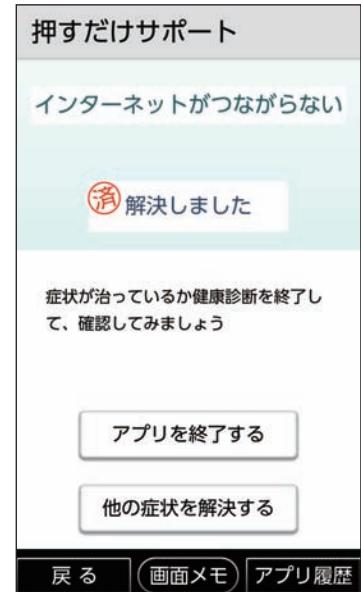 押すだけサポート
インターネットがつながらない
済 解決しました
症状が治っているか健康診断を終了し
て、確認してみましょう
アプリを終了する
他の症状を解決する
戻る 画面メモ アプリ履歴